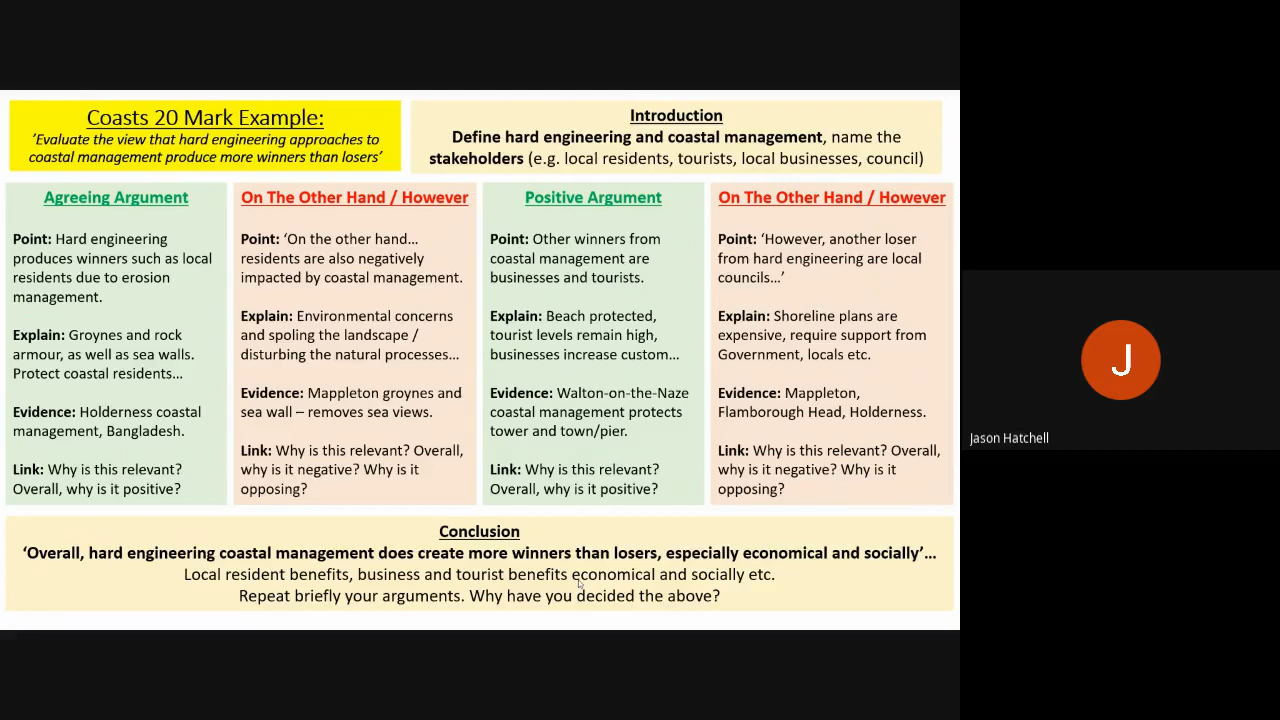 Coasts 20 Mark Example:
'Evaluate the view that hard engineering approaches to
coastal management produce more winners than losers'
Introduction
Define hard engineering and coastal management, name the
stakeholders (e.g. local residents, tourists, local businesses, council)
Agreeing Argument
Point: Hard engineering
produces winners such as local
residents due to erosion
management.
Explain: Groynes and rock
armour, as well as sea walls.
Protect coastal residents…
Evidence: Holderness coastal
management, Bangladesh.
Link: Why is this relevant?
Overall, why is it positive?
On The Other Hand / However
Point: 'On the other hand…
residents are also negatively
impacted by coastal management.
Explain: Environmental concerns
and spoling the landscape /
disturbing the natural processes…
Evidence: Mappleton groynes and
sea wall – removes sea views.
Link: Why is this relevant? Overall,
why is it negative? Why is it
opposing?
Positive Argument
Point: Other winners from
coastal management are
businesses and tourists.
Explain: Beach protected,
tourist levels remain high,
businesses increase custom…
Evidence: Walton-on-the-Naze
coastal management protects
tower and town/pier.
Link: Why is this relevant?
Overall, why is it positive?
On The Other Hand / However
Point: 'However, another loser
from hard engineering are local
councils…'
Explain: Shoreline plans are
expensive, require support from
Government, locals etc.
Evidence: Mappleton,
Flamborough Head, Holderness.
Link: Why is this relevant? Overall,
why is it negative? Why is it
opposing?
Conclusion
'Overall, hard engineering coastal management does create more winners than losers, especially economical and socially'…
Local resident benefits, business and tourist benefits economical and socially etc.
Repeat briefly your arguments. Why have you decided the above?
J
Jason Hatchell